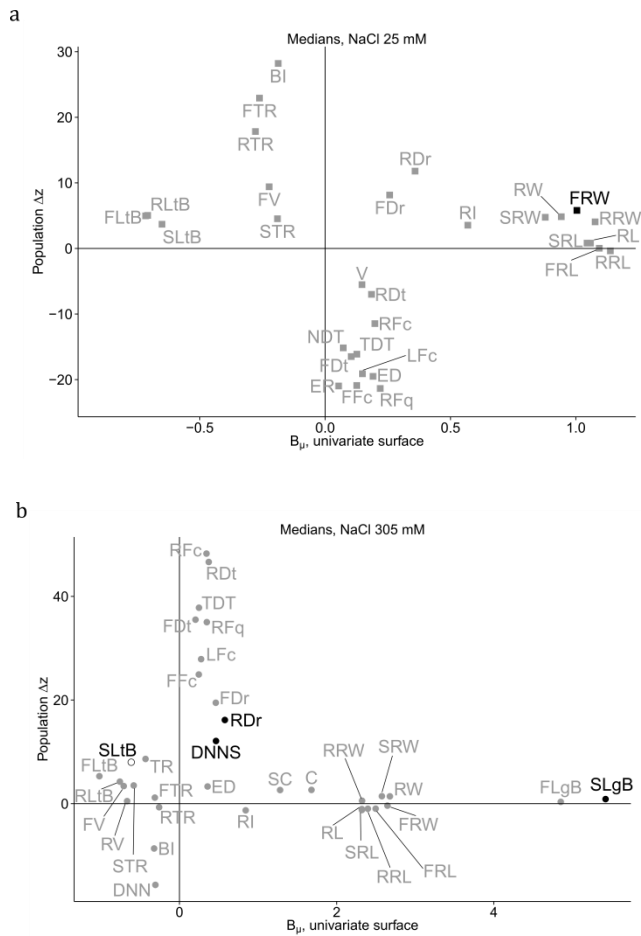 a
Medians, NaCl 25 mM
30
BI
FTR
20
RTR
RDr
10
FV
FDr
RW
FRW
FLtB
RLtB
SLtB
STR
RI
SRW
RRW
SRL
RL
0
FRL
RRL
V
RDt
−10
RFc
NDT
TDT
FDt
LFc
−20
ER
FFc
ED
RFq
Population Δz
−0.5
0.0
0.5
1.0
Bμ, univariate surface
b
Medians, NaCl 305 mM
RFc
RDt
40
TDT
FDt
RFq
LFc
FFc
20
FDr
RDr
SLtB
DNNS
FLtB
TR
RRW
SRW
RLtB
FTR
ED
SC
C
RW
FLgB
SLgB
0
FV
RTR
RI
RL
FRW
RV
SRL
STR
BI
RRL
FRL
DNN
Population Δz
0
2
4
Bμ, univariate surface